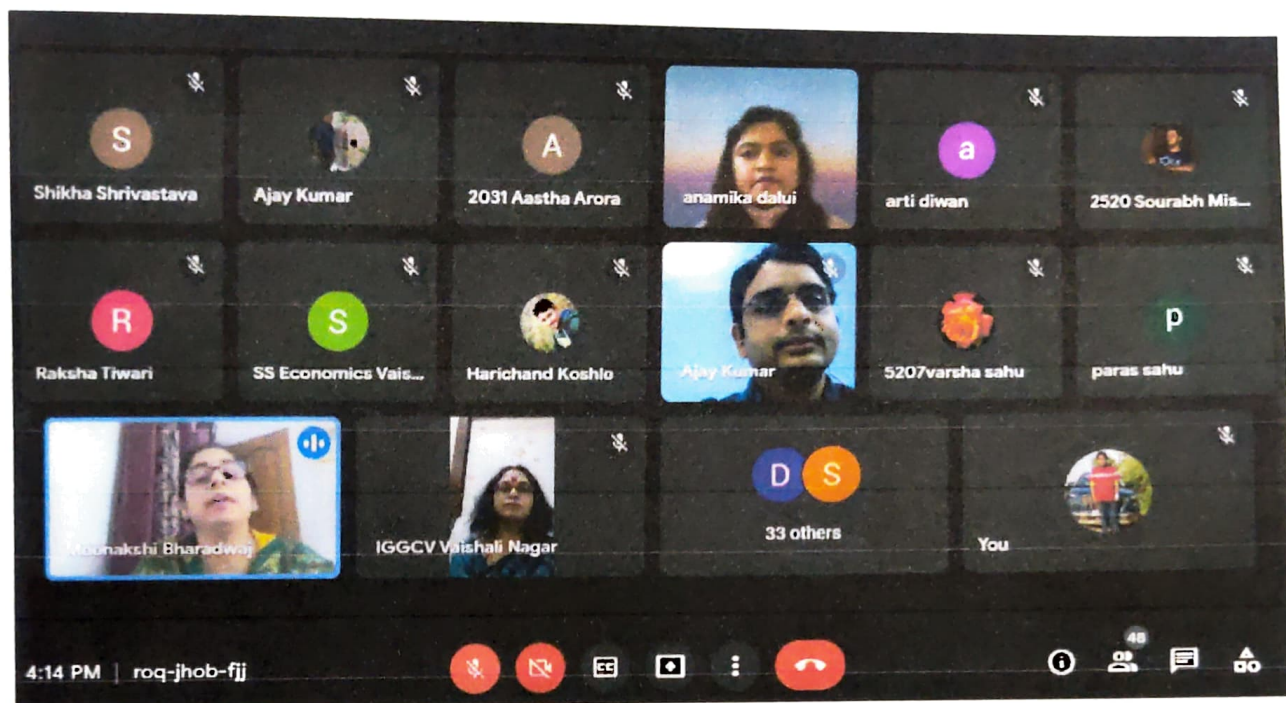 S
Shikha Shrivastava
Ajay Kumar
A
2031 Aastha Arora
anamika dalui
a
arti diwan
2520 Sourabh Mis...
R
Raksha Tiwari
S
SS Economics Vais...
Harichand Koshlo
Ajay Kumar
5207varsha sahu
p
paras sahu
Meenakshi Bharadwaj
IGGCV Vaishali Nagar
D S
33 others
You
4:14 PM | roq-jhob-fjj
CC
48